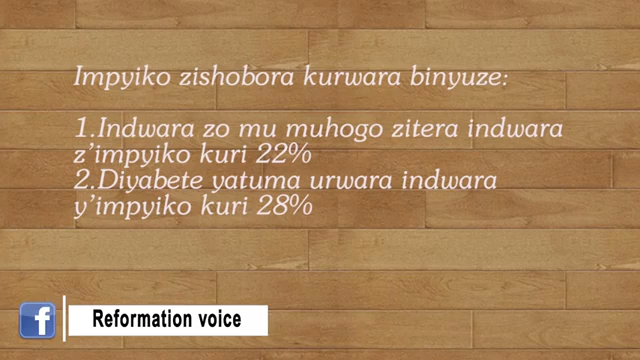 Impyiko zishobora kurwara binyuze:
1.Indwara zo mu muhogo zitera indwara
z'impyiko kuri 22%
2.Diyabete yatuma urwara indwara
y'impyiko kuri 28%
f
Reformation voice